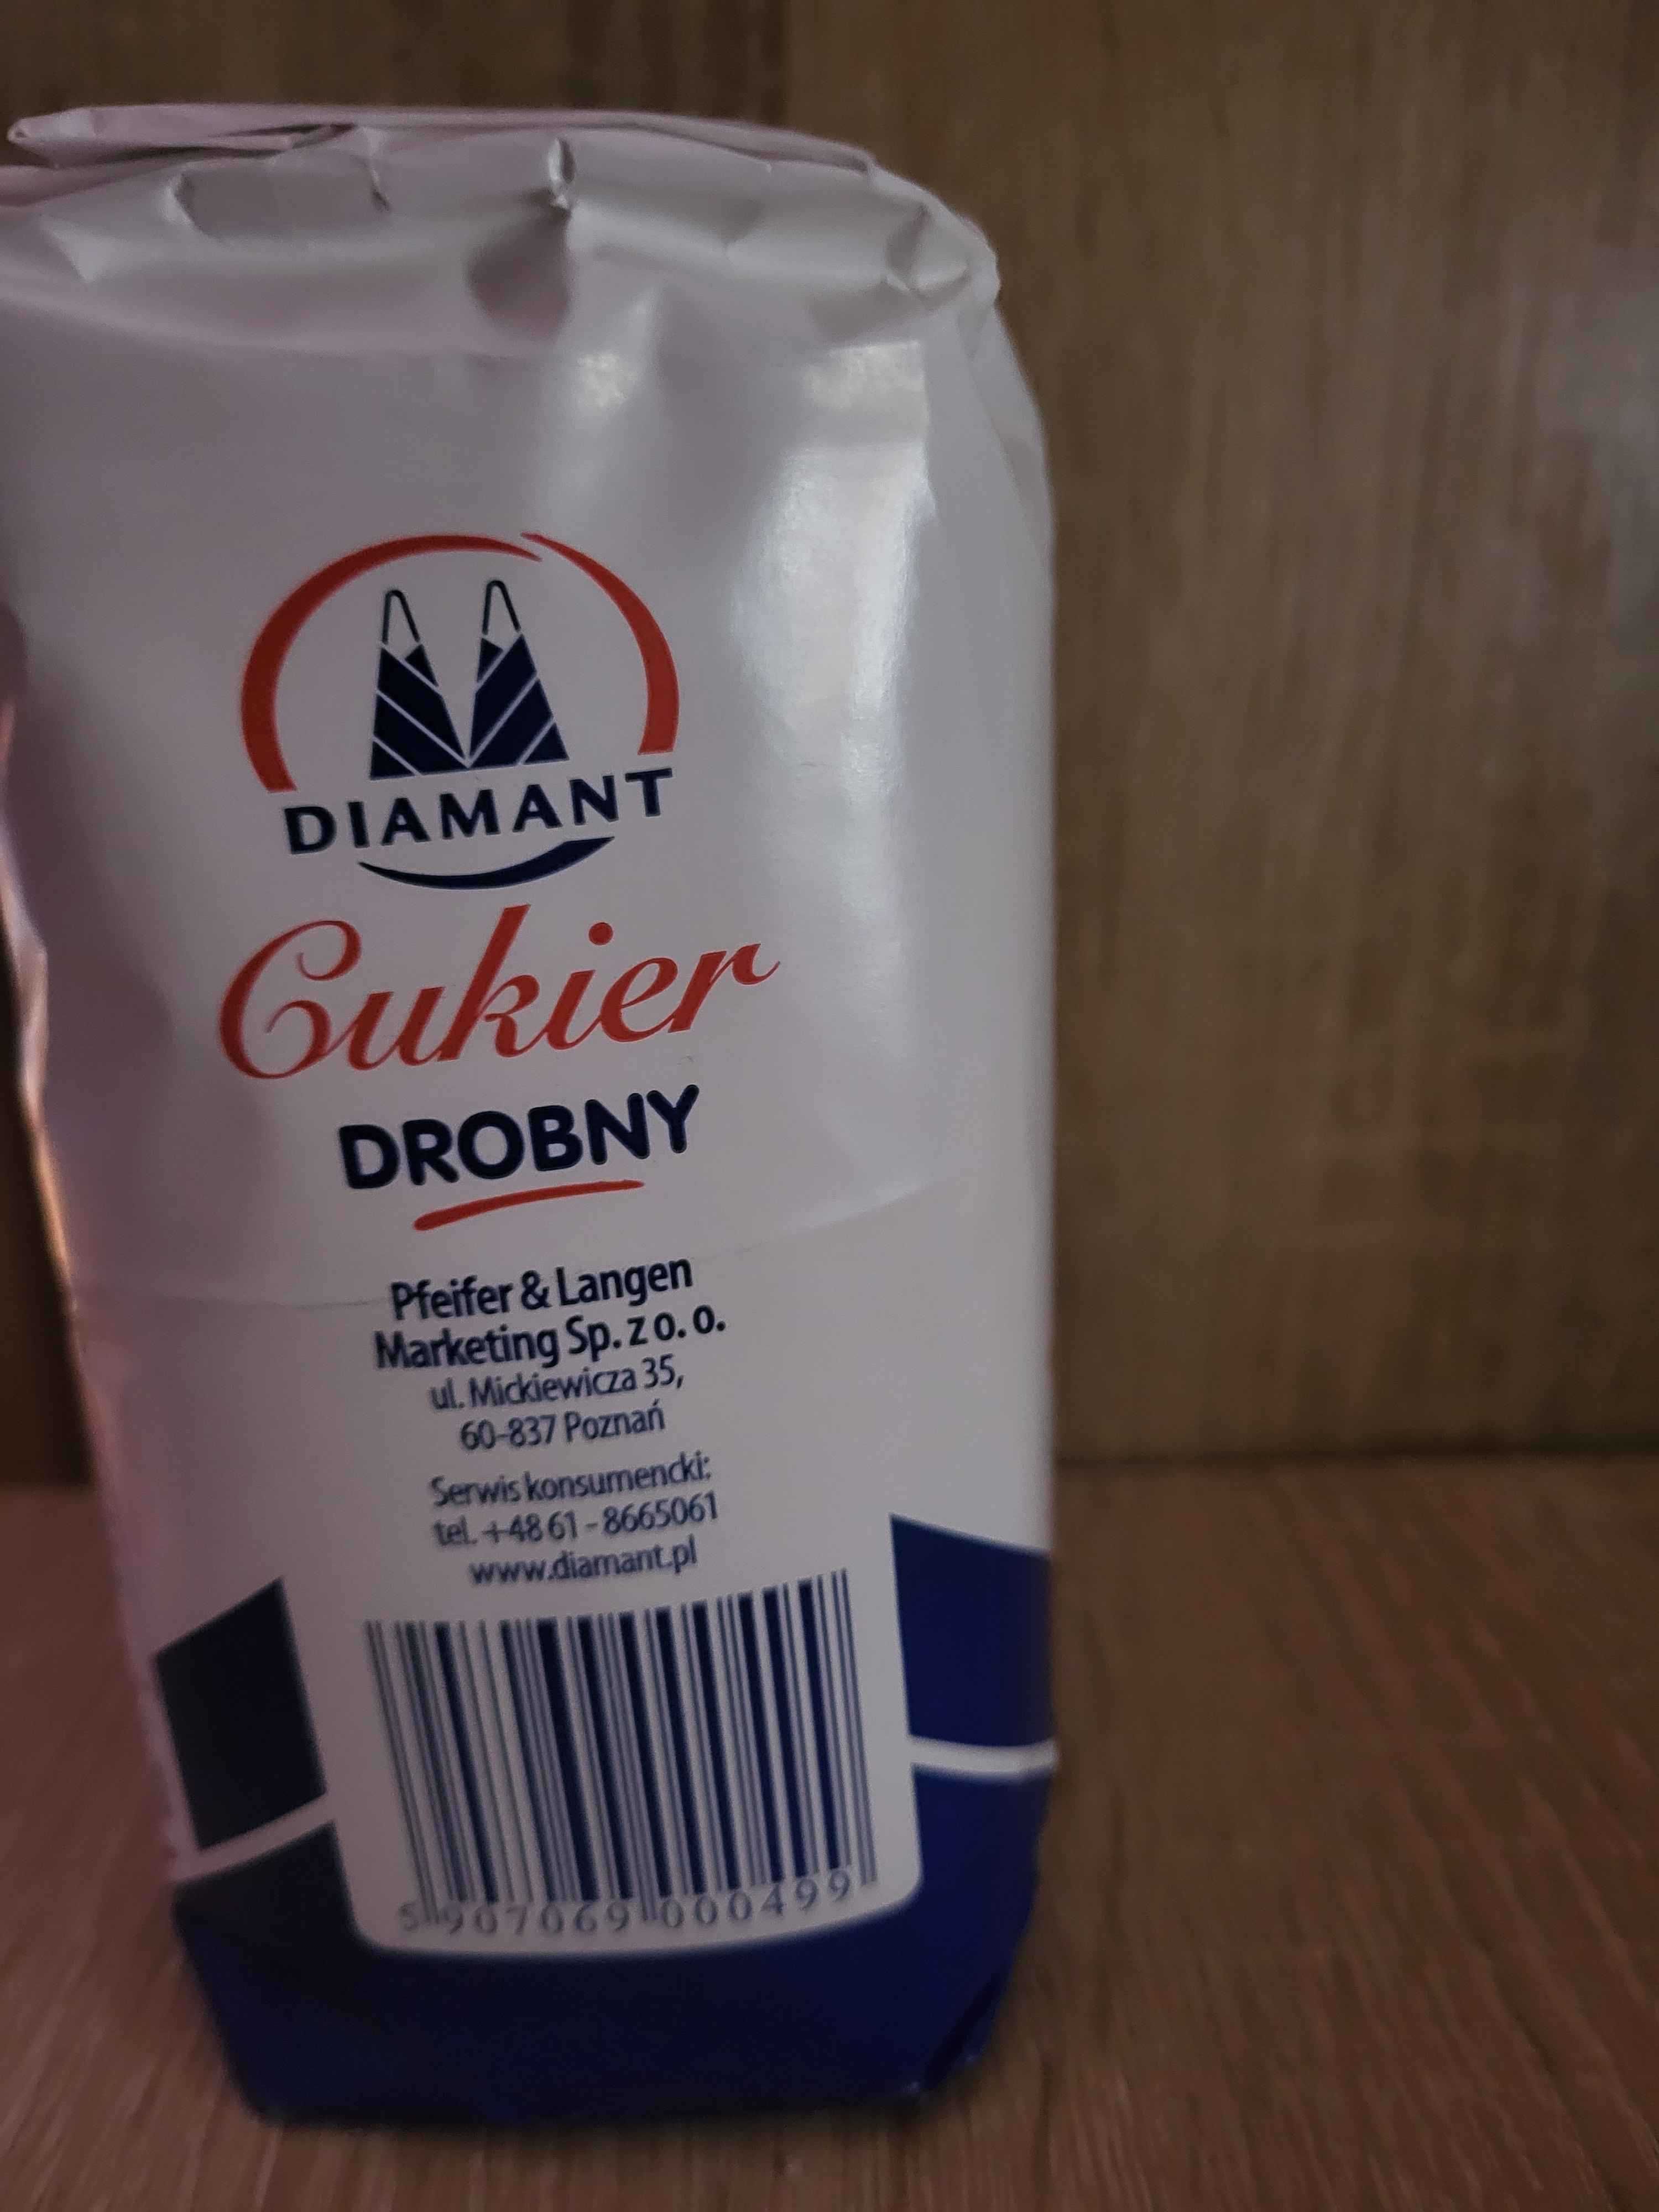 DIAMANT
Cukier
DROBNY
Pfeifer & Langen
Marketing Sp. z o. o.
ul. Mickiewicza 35,
60-837 Poznań
Serwis konsumencki:
tel. +48 61 - 8665061
www.diamant.pl
5 907069 000499